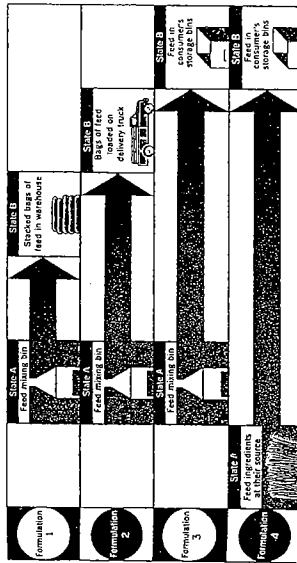 Formulation
1
State A
Feed mixing bin
State B
Stacked bags of
feed in warehouse
Formulation
2
State A
Feed mixing bin
State B
Bags of feed
loaded on
delivery truck
Formulation
3
State A
Feed mixing bin
State B
Feed in
consumer's
storage bins
Formulation
4
State
Feed ingredients
at their source
State B
Feed in
consumer's
storage bins